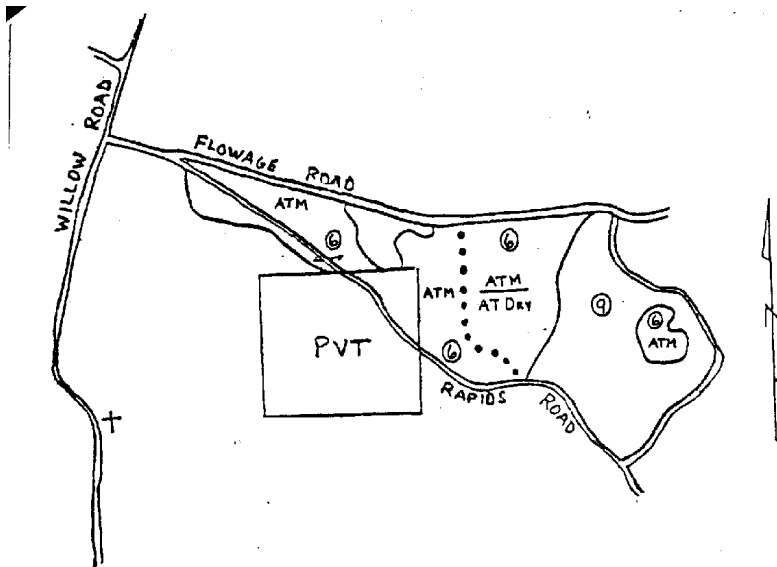 WILLOW ROAD
FLOWAGE ROAD
ATM
6
6
ATM
ATM
AT DRY
9
6
ATM
PVT
6
RAPIDS ROAD
N